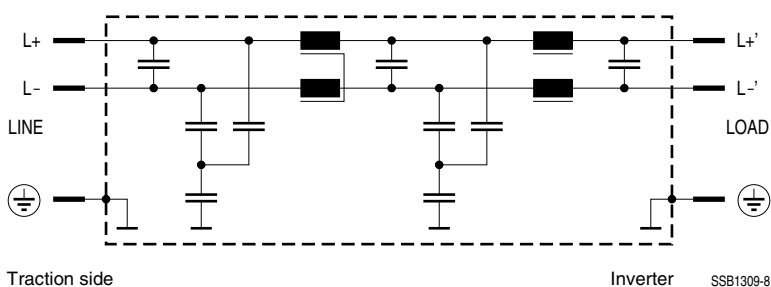 L+
L+'
L−
L−'
LINE
LOAD
Traction side
Inverter
SSB1309-8